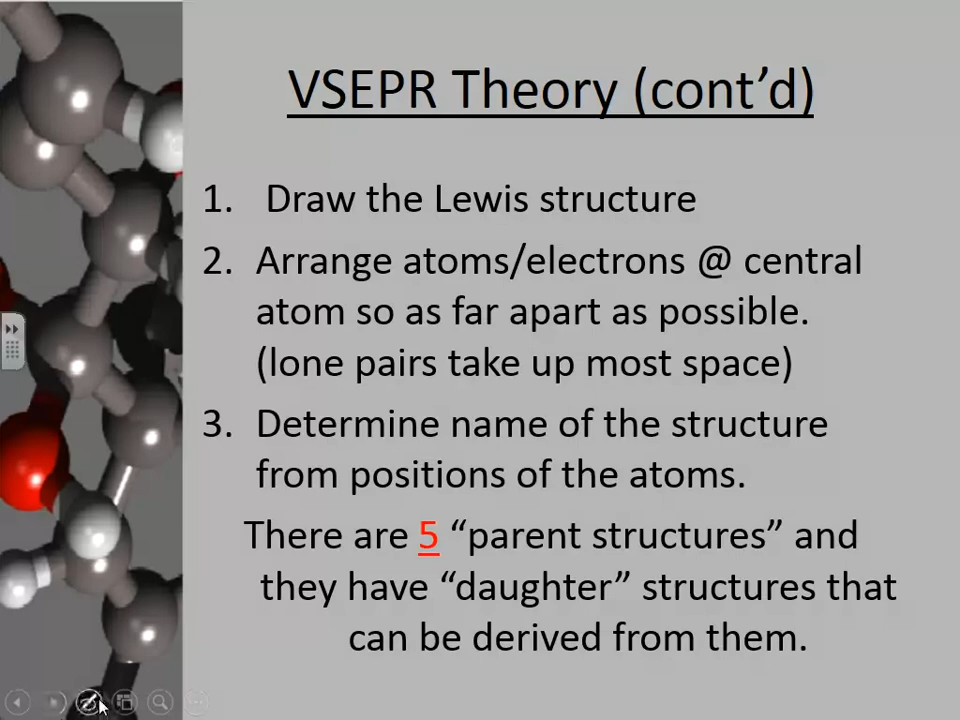 VSEPR Theory (cont’d)
1. Draw the Lewis structure
2. Arrange atoms/electrons @ central
atom so as far apart as possible.
(lone pairs take up most space)
3. Determine name of the structure
from positions of the atoms.
There are 5 “parent structures” and
they have “daughter” structures that
can be derived from them.